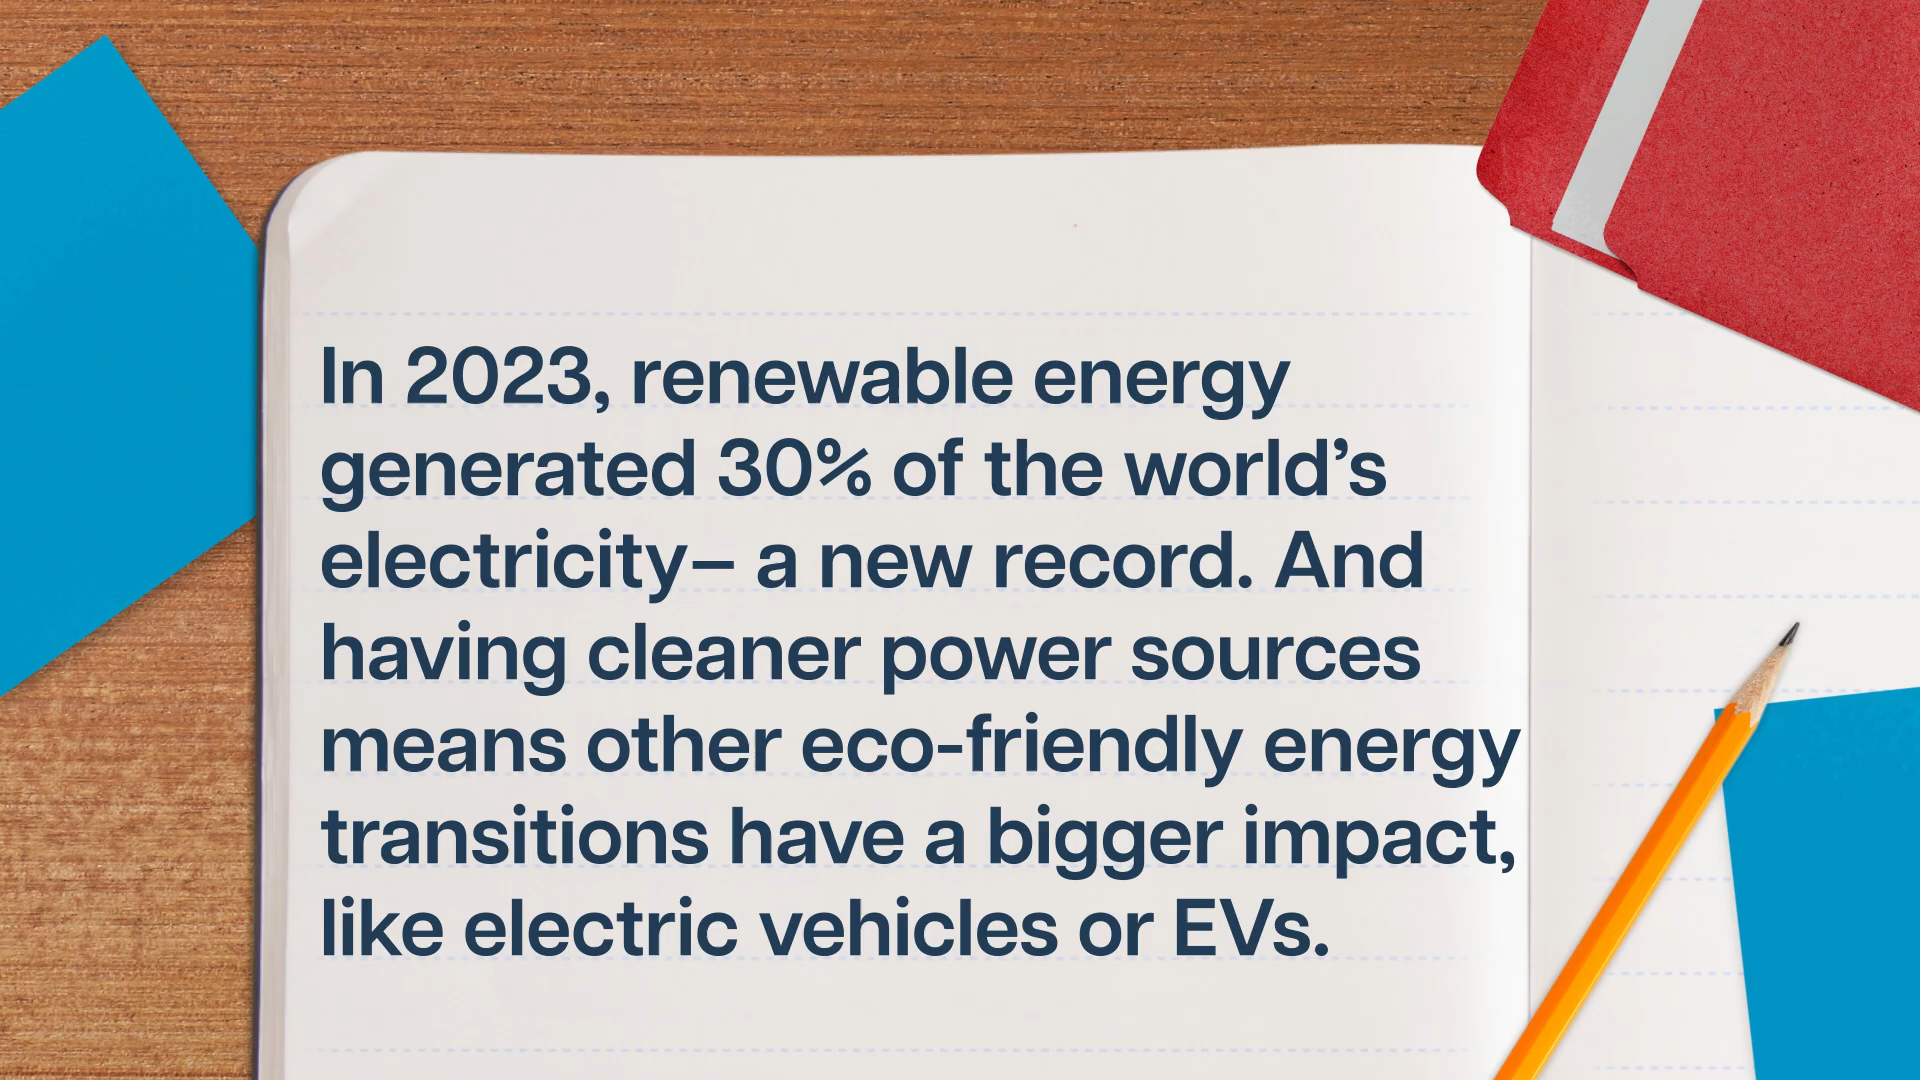 In 2023, renewable energy
generated 30% of the world’s
electricity– a new record. And
having cleaner power sources
means other eco-friendly energy
transitions have a bigger impact,
like electric vehicles or EVs.